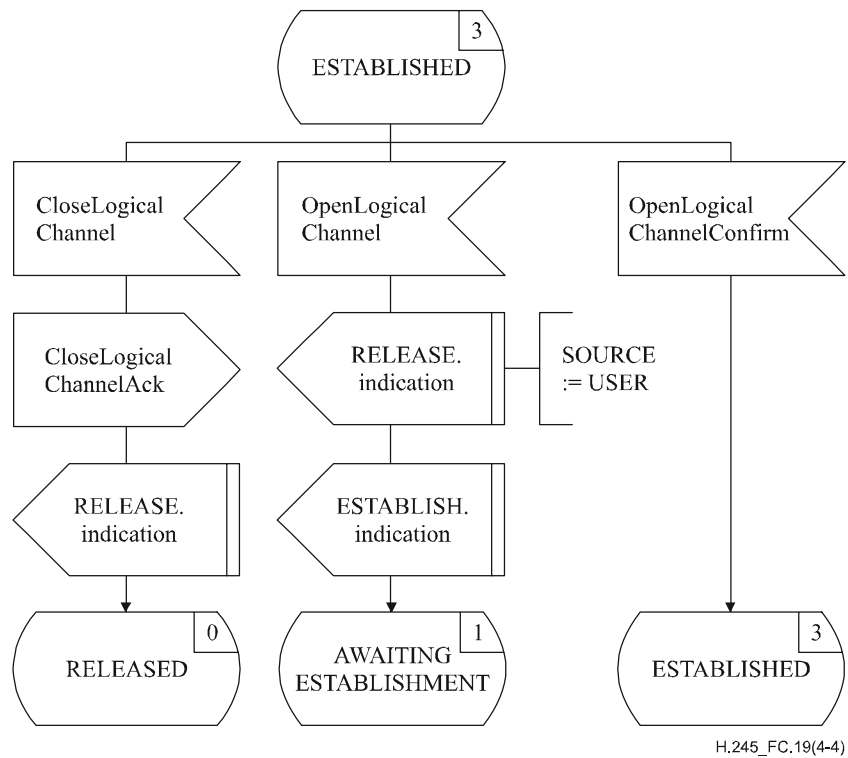 3
ESTABLISHED
CloseLogical
Channel
OpenLogical
Channel
OpenLogical
ChannelConfirm
CloseLogical
ChannelAck
RELEASE.
indication
SOURCE
:= USER
RELEASE.
indication
ESTABLISH.
indication
0
RELEASED
1
AWAITING
ESTABLISHMENT
3
ESTABLISHED
H.245_FC.19(4-4)